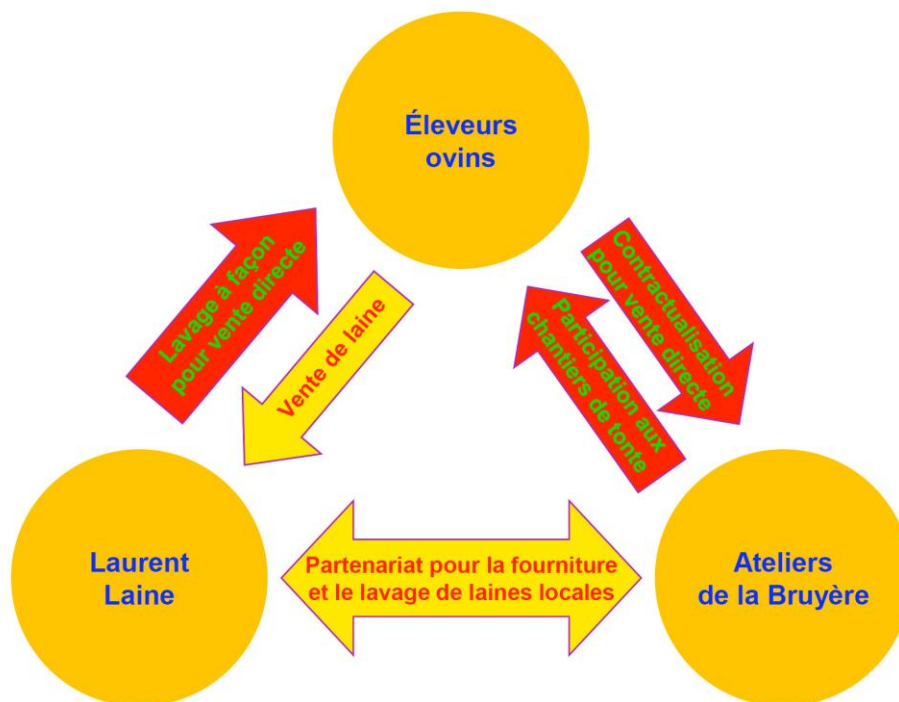 Éleveurs
ovins
Lavage à façon
pour vente directe
Vente de laine
Contractualisation
pour vente directe
Participation aux
chantiers de tonte
Laurent
Laine
Partenariat pour la fourniture
et le lavage de laines locales
Ateliers
de la Bruyère